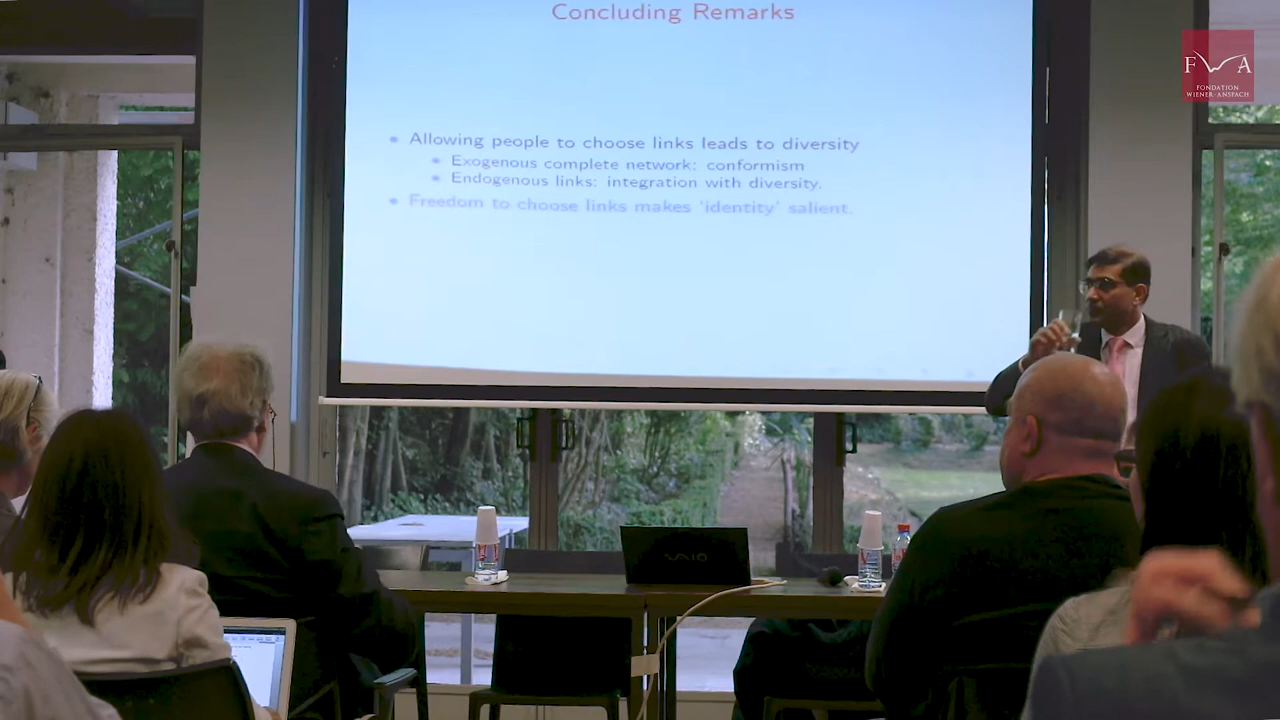 Concluding Remarks
F W A
FONDATION
WIENER-ANSPACH
• Allowing people to choose links leads to diversity
• Exogenous complete network: conformism
• Endogenous links: integration with diversity.
• Freedom to choose links makes 'identity' salient.
VAIO